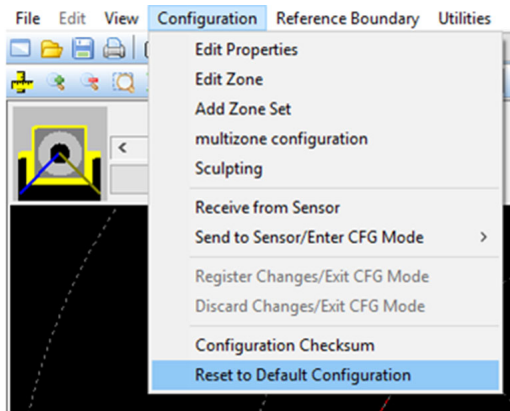 File Edit View Configuration Reference Boundary Utilities
Edit Properties
Edit Zone
Add Zone Set
multizone configuration
Sculpting
Receive from Sensor
Send to Sensor/Enter CFG Mode
Register Changes/Exit CFG Mode
Discard Changes/Exit CFG Mode
Configuration Checksum
Reset to Default Configuration